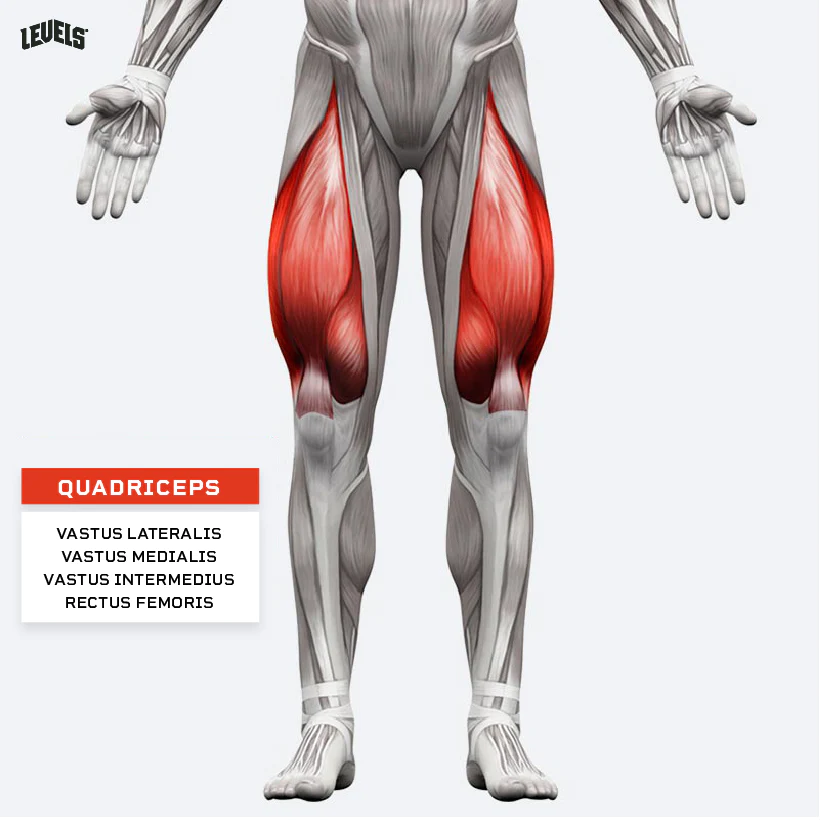 LEVELS
QUADRICEPS
VASTUS LATERALIS
VASTUS MEDIALIS
VASTUS INTERMEDIUS
RECTUS FEMORIS